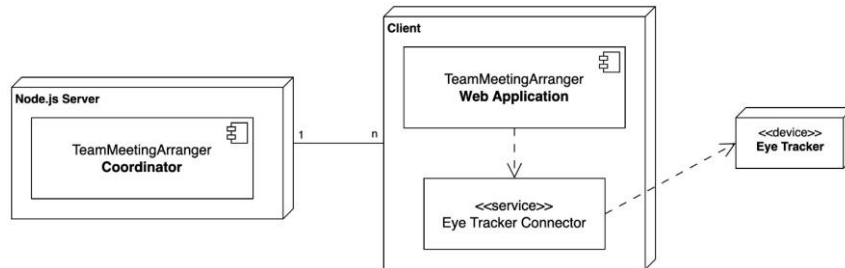 Client
TeamMeetingArranger
Web Application
Node.js Server
TeamMeetingArranger
Coordinator
1
n
<<device>>
Eye Tracker
<<service>>
Eye Tracker Connector